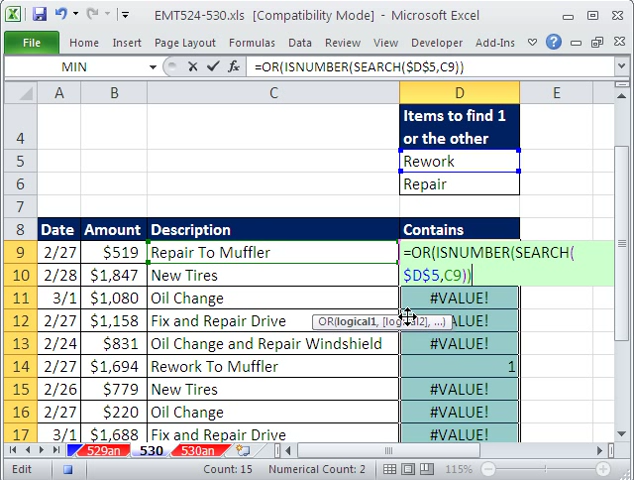 EMT524-530.xls [Compatibility Mode] - Microsoft Excel
File Home Insert Page Layout Formulas Data Review View Developer Add-Ins
MIN fx =OR(ISNUMBER(SEARCH($D$5,C9))
A B C D E
4 Items to find 1
or the other
5 Rework
6 Repair
7
8 Date Amount Description Contains
9 2/27 $519 Repair To Muffler =OR(ISNUMBER(SEARCH(
10 2/28 $1,847 New Tires $D$5,C9))
11 3/1 $1,080 Oil Change #VALUE!
12 2/27 $1,158 Fix and Repair Drive #VALUE!
OR(logical1, [logical2], ...)
13 2/24 $831 Oil Change and Repair Windshield #VALUE!
14 2/27 $1,694 Rework To Muffler 1
15 2/26 $779 New Tires #VALUE!
16 2/27 $220 Oil Change #VALUE!
17 3/1 $1,688 Fix and Repair Drive #VALUE!
529an 530 530an
Edit Count: 15 Numerical Count: 2 115%